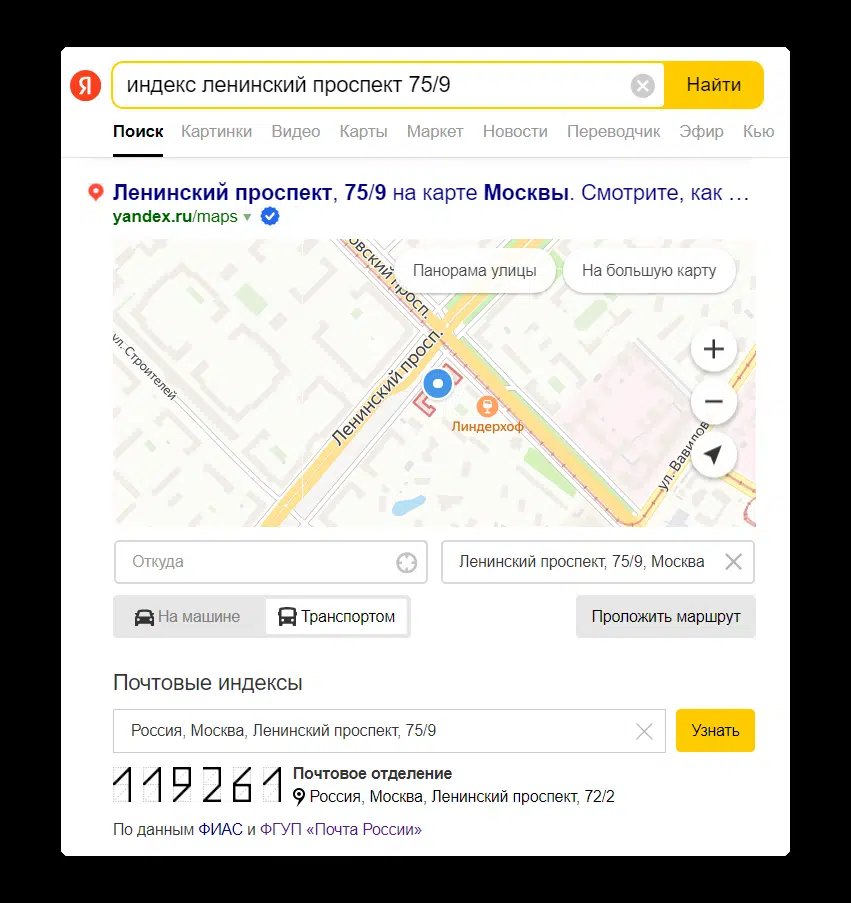 Я
индекс ленинский проспект 75/9
Найти
Поиск Картинки Видео Карты Маркет Новости Переводчик Эфир Кью
Ленинский проспект, 75/9 на карте Москвы. Смотрите, как ...
yandex.ru/maps
Панорама улицы
На большую карту
овский просп.
ул. Строителей
Ленинский просп.
Линдерхоф
ул. Вавилов
Откуда
Ленинский проспект, 75/9, Москва
На машине
Транспортом
Проложить маршрут
Почтовые индексы
Россия, Москва, Ленинский проспект, 75/9
Узнать
119261
Почтовое отделение
Россия, Москва, Ленинский проспект, 72/2
По данным ФИАС и ФГУП «Почта России»